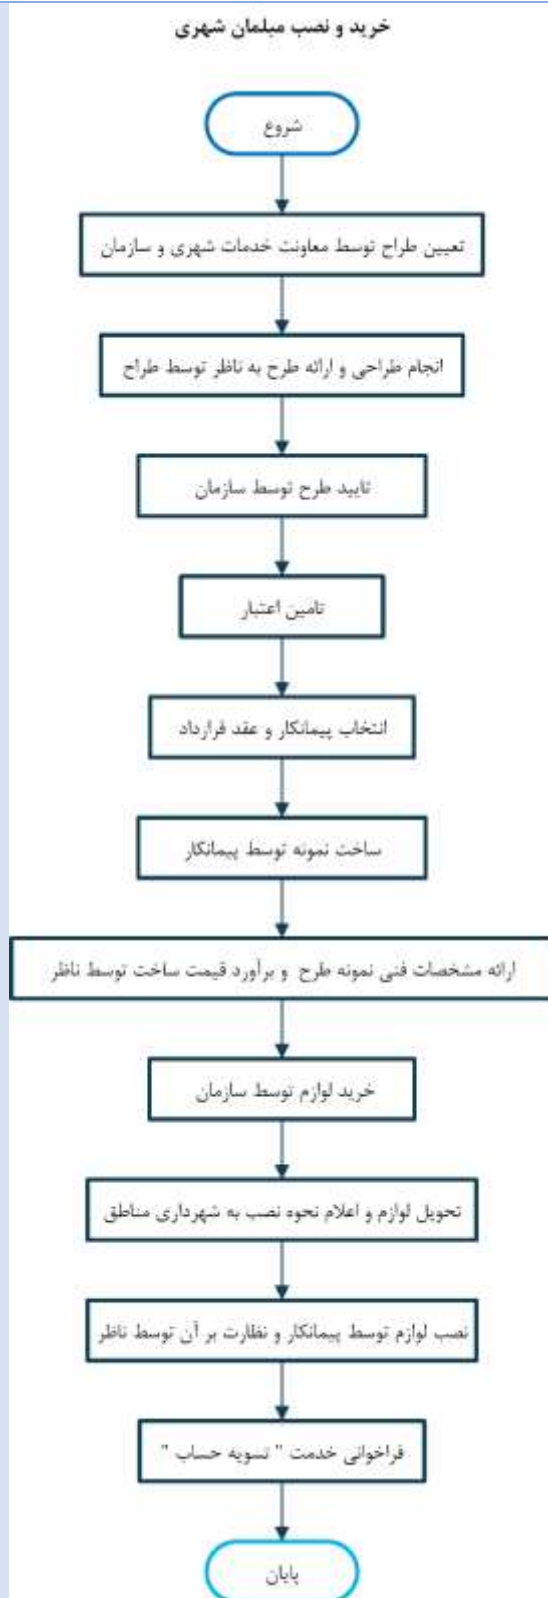 خرید و نصب مبلمان شهری
شروع
تعیین طراح توسط معاونت خدمات شهری و سازمان
انجام طراحی و ارائه طرح به ناظر توسط طراح
تایید طرح توسط سازمان
تامین اعتبار
انتخاب پیمانکار و عقد قرارداد
ساخت نمونه توسط پیمانکار
ارائه مشخصات فنی نمونه طرح و برآورد قیمت ساخت توسط ناظر
خرید لوازم توسط سازمان
تحویل لوازم و اعلام نحوه نصب به شهرداری مناطق
نصب لوازم توسط پیمانکار و نظارت بر آن توسط ناظر
فراخوانی خدمت " تسویه حساب "
پایان